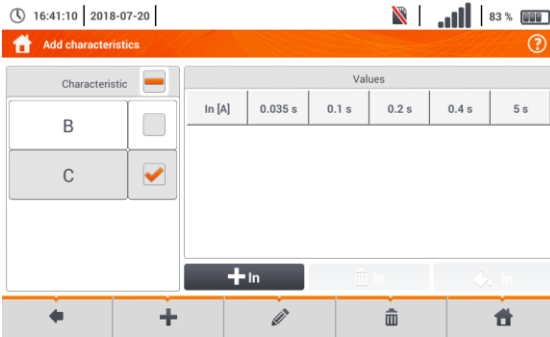 16:41:10 2018-07-20 83 %
Add characteristics ?
Characteristic Values
In [A] 0.035 s 0.1 s 0.2 s 0.4 s 5 s
B
C
+ In In In